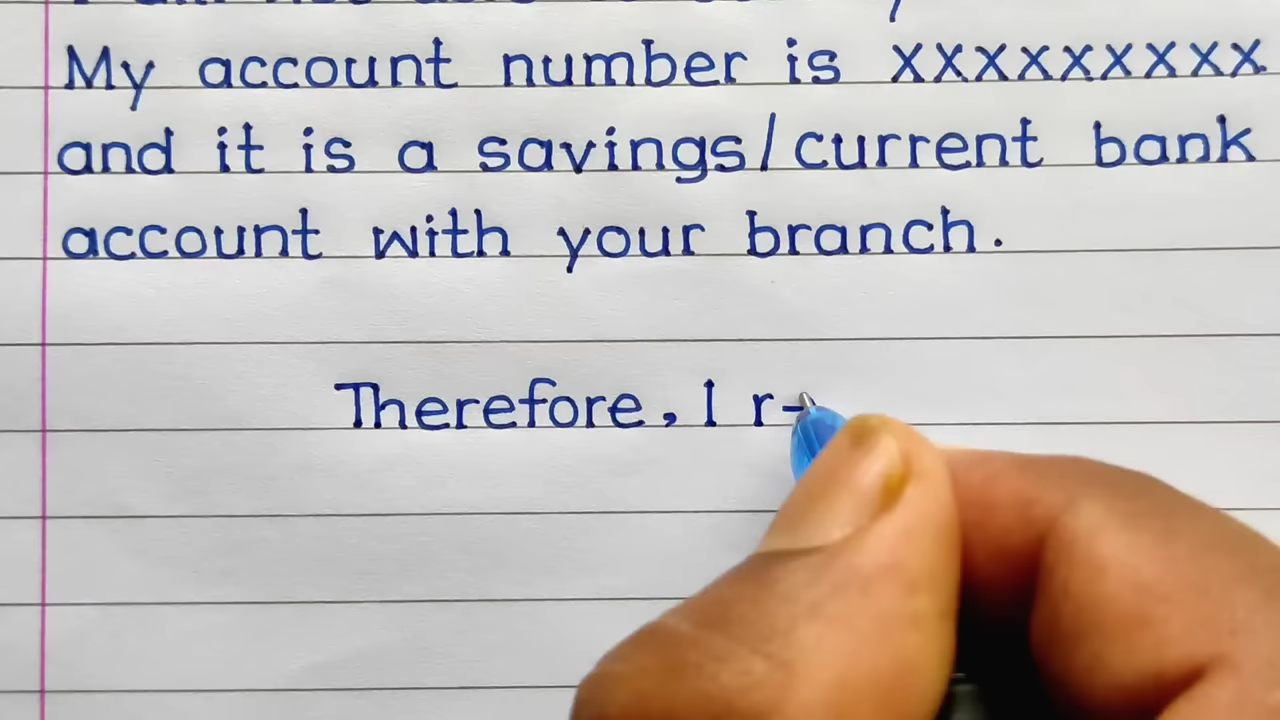 My account number is xxxxxxxxx
and it is a savings/current bank
account with your branch.
Therefore, I r